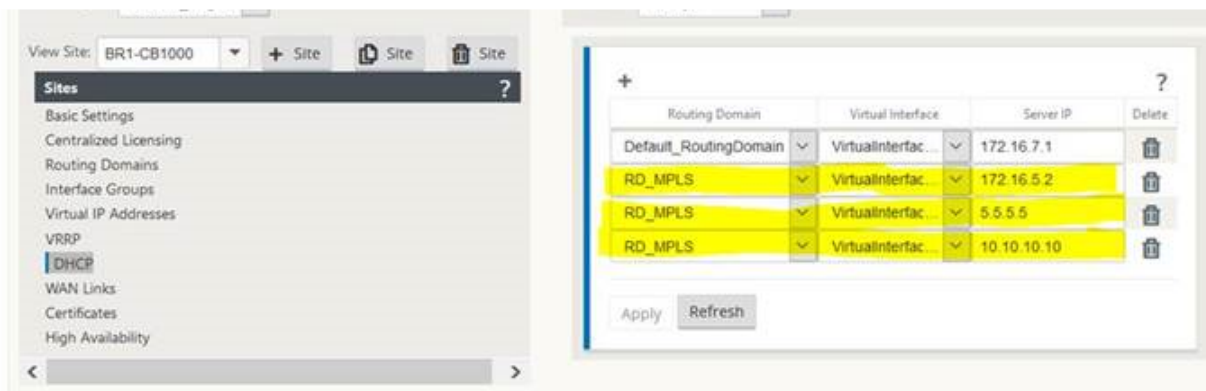 View Site: BR1-CB1000 + Site Site Site
Sites ?
Basic Settings
Centralized Licensing
Routing Domains
Interface Groups
Virtual IP Addresses
VRRP
DHCP
WAN Links
Certificates
High Availability
+ ?
Routing Domain Virtual Interface Server IP Delete
Default_RoutingDomain VirtualInterfac... 172.16.7.1
RD_MPLS VirtualInterfac... 172.16.5.2
RD_MPLS VirtualInterfac... 5.5.5.5
RD_MPLS VirtualInterfac... 10.10.10.10
Apply Refresh